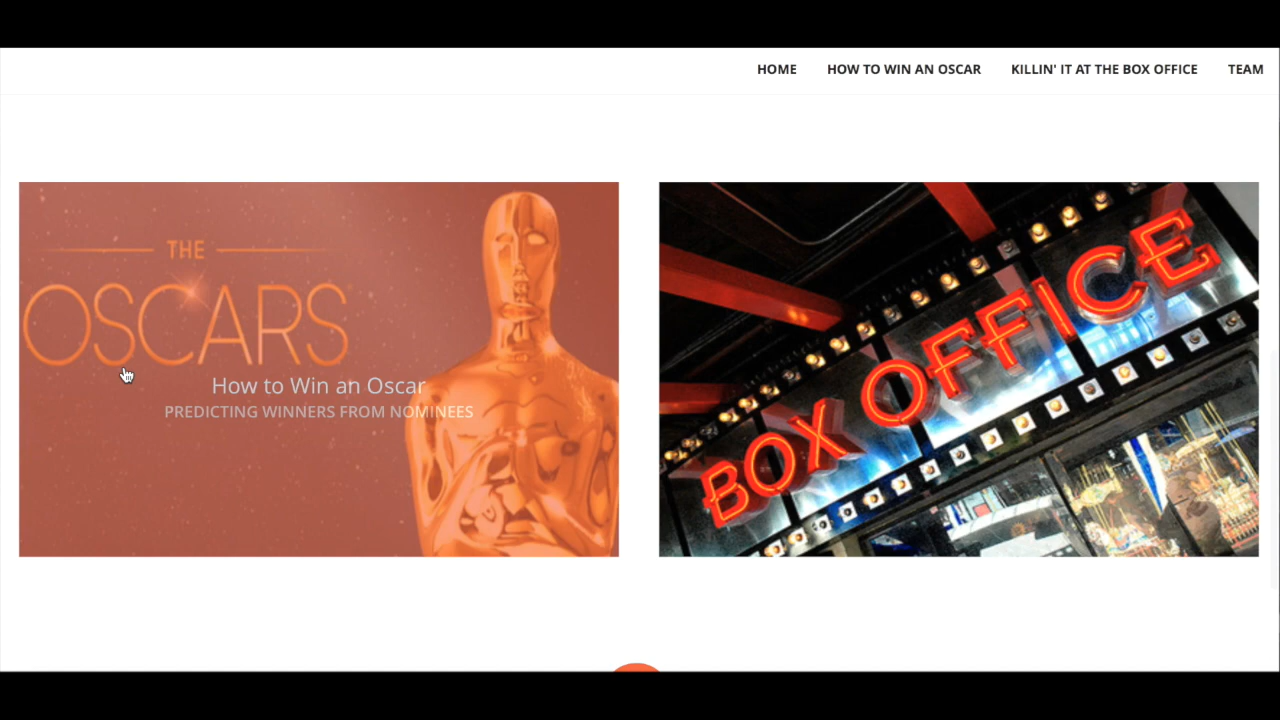 HOME HOW TO WIN AN OSCAR KILLIN' IT AT THE BOX OFFICE TEAM
THE
OSCARS
How to Win an Oscar
PREDICTING WINNERS FROM NOMINEES
BOX OFFICE